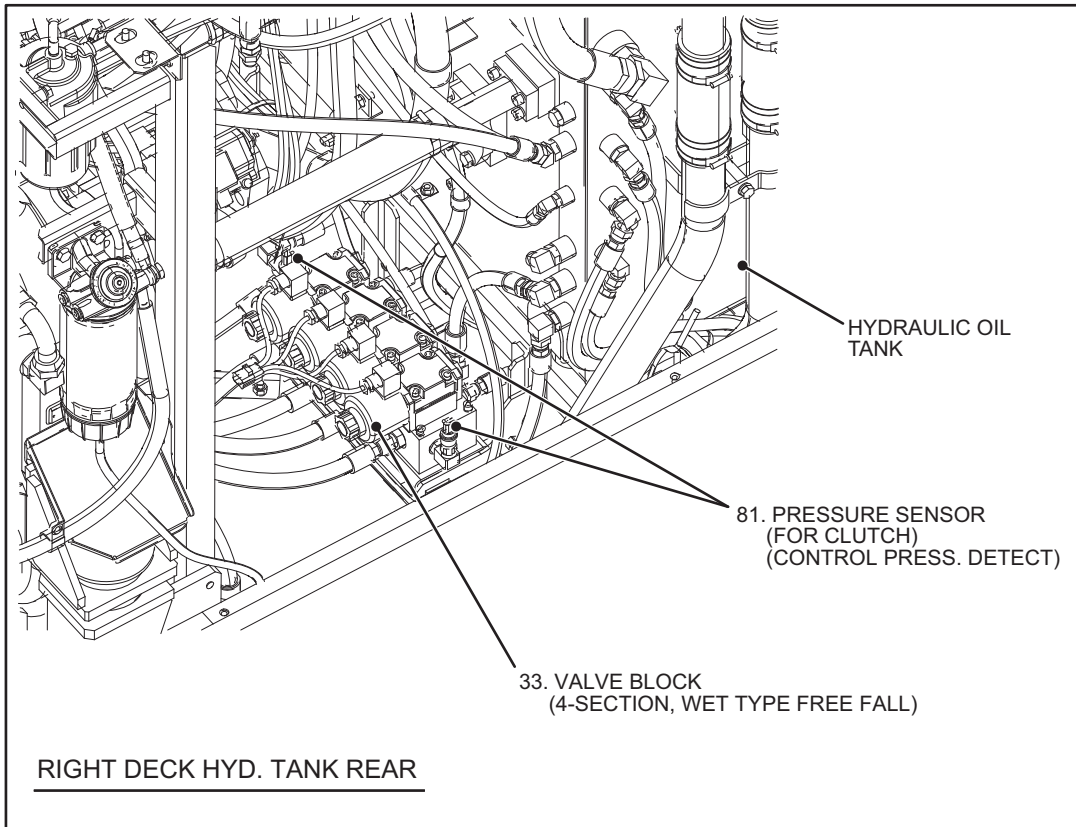 HYDRAULIC OIL
TANK
81. PRESSURE SENSOR
(FOR CLUTCH)
(CONTROL PRESS. DETECT)
33. VALVE BLOCK
(4-SECTION, WET TYPE FREE FALL)
RIGHT DECK HYD. TANK REAR